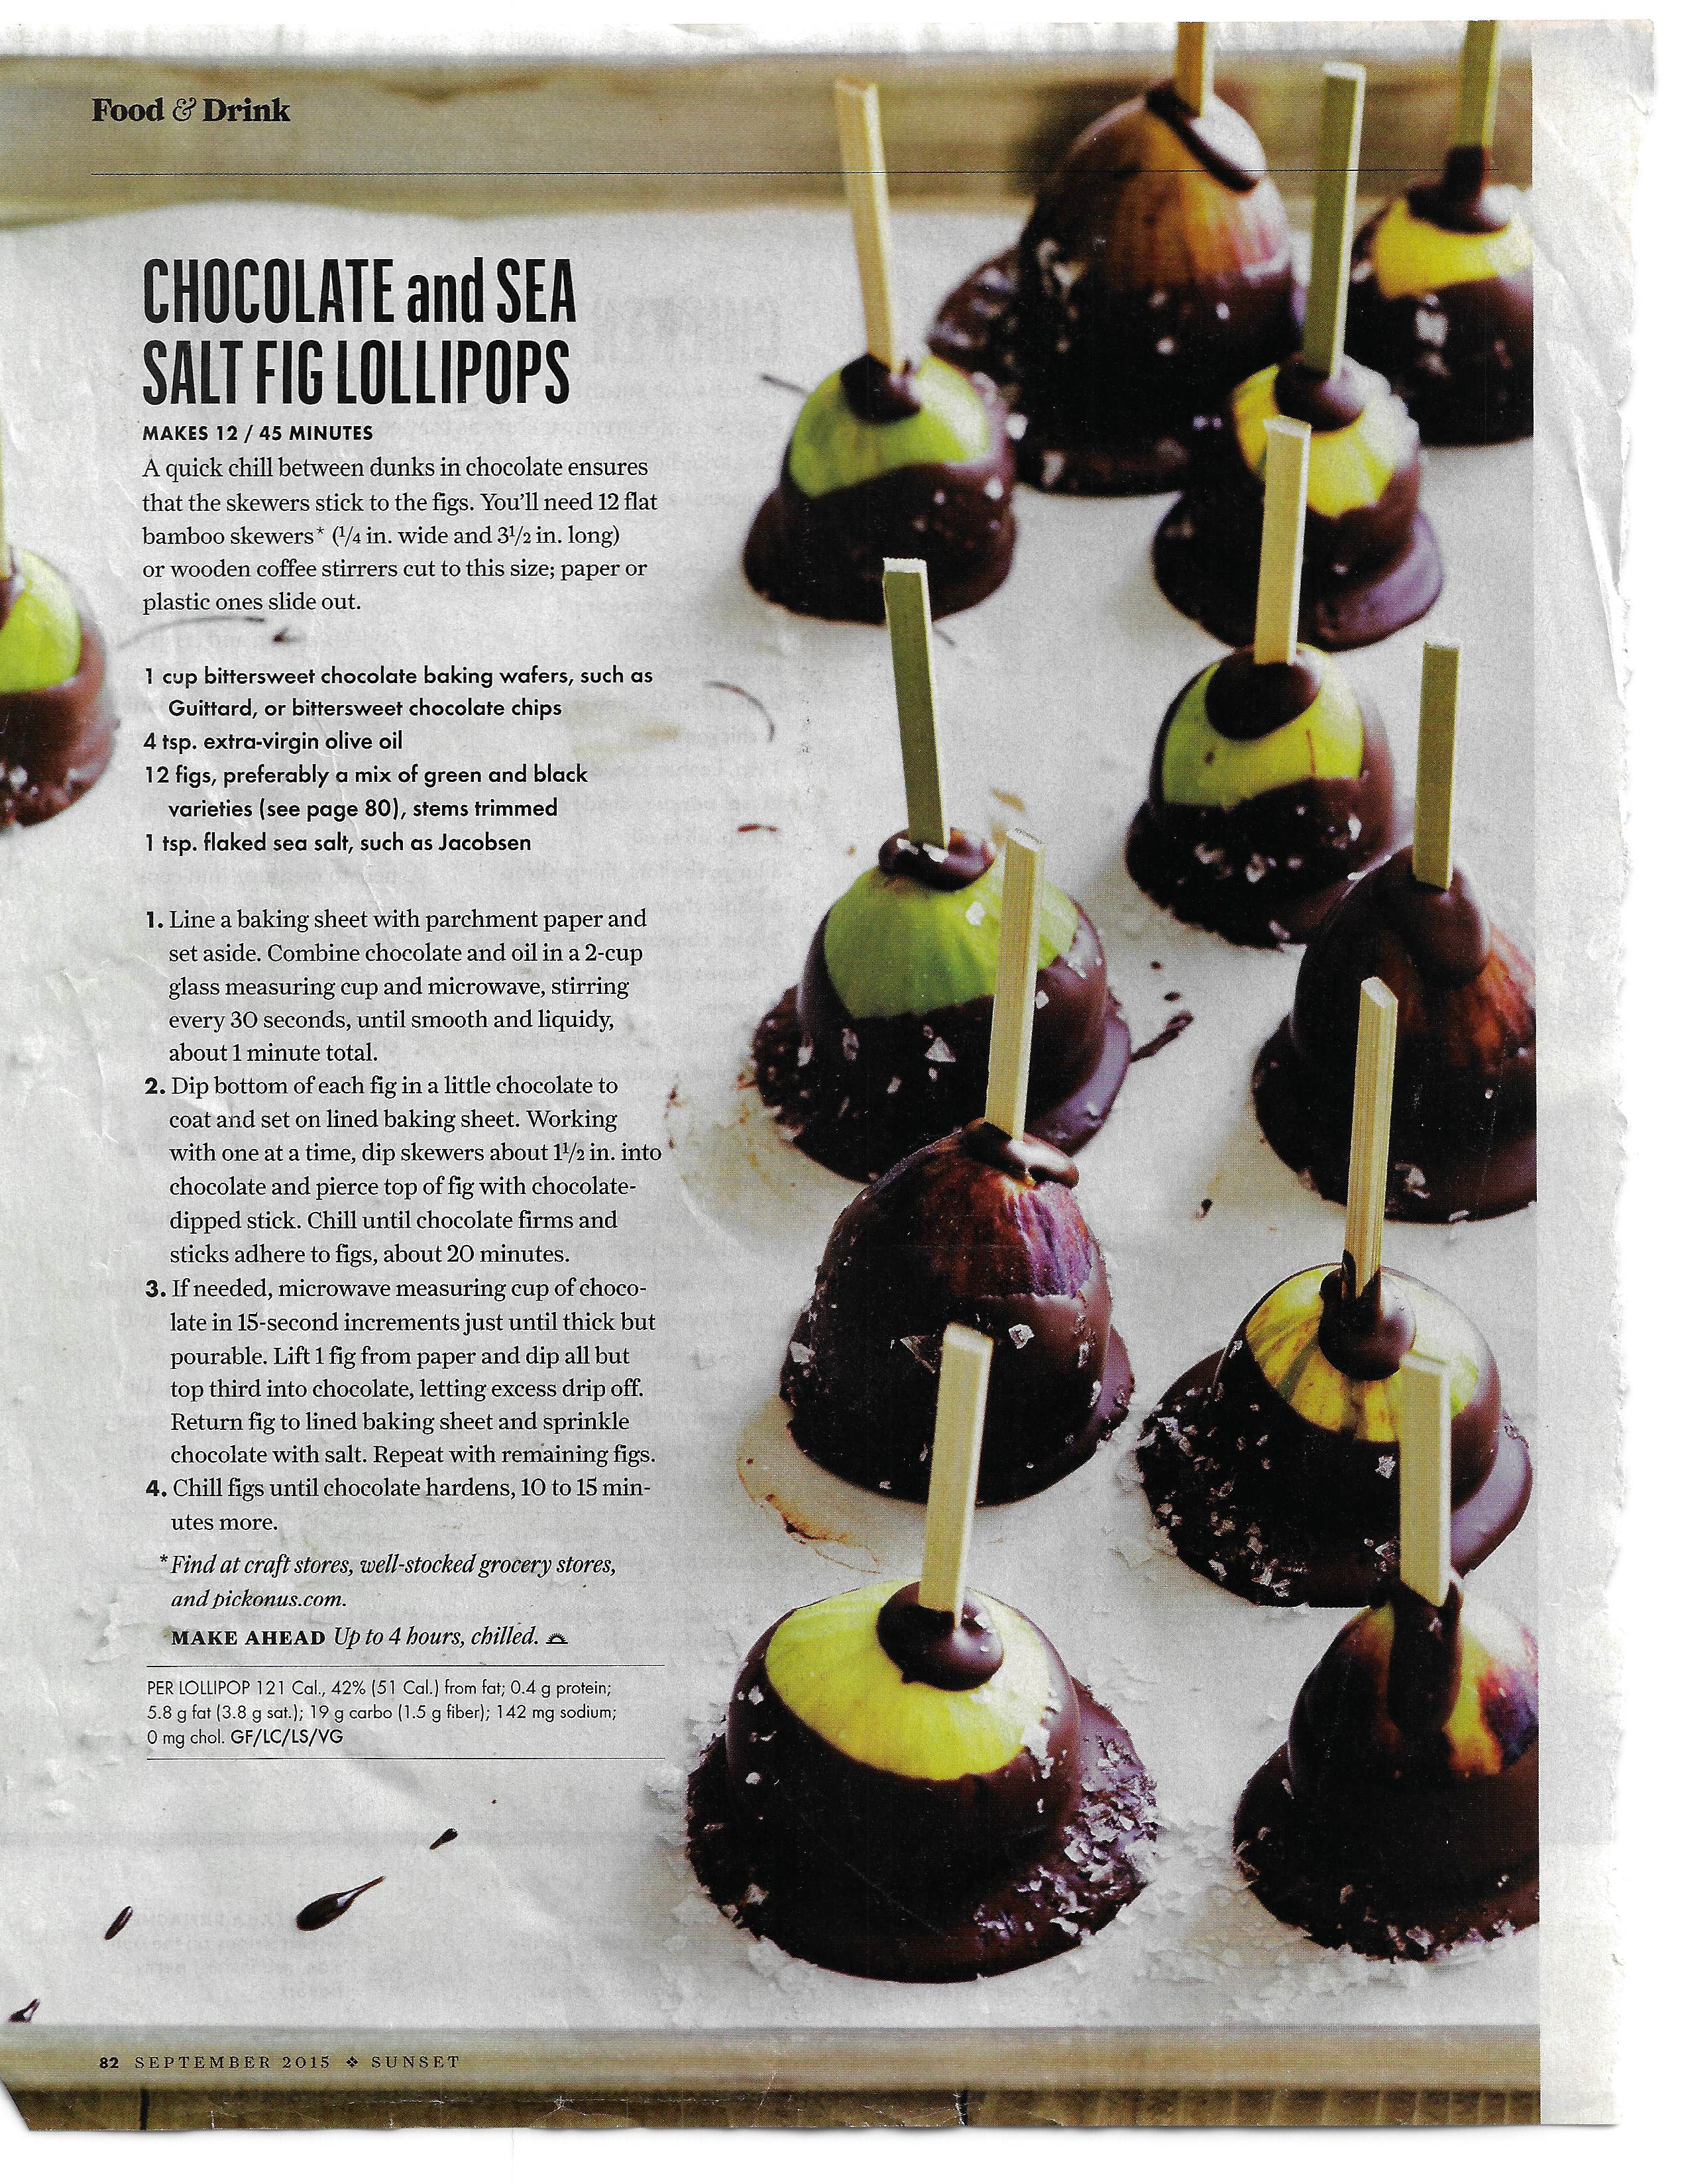 Food & Drink
CHOCOLATE and SEA
SALT FIG LOLLIPOPS
MAKES 12 / 45 MINUTES
A quick chill between dunks in chocolate ensures
that the skewers stick to the figs. You’ll need 12 flat
bamboo skewers* (1/4 in. wide and 31/2 in. long)
or wooden coffee stirrers cut to this size; paper or
plastic ones slide out.
1 cup bittersweet chocolate baking wafers, such as
Guittard, or bittersweet chocolate chips
4 tsp. extra-virgin olive oil
12 figs, preferably a mix of green and black
varieties (see page 80), stems trimmed
1 tsp. flaked sea salt, such as Jacobsen
1. Line a baking sheet with parchment paper and
set aside. Combine chocolate and oil in a 2-cup
glass measuring cup and microwave, stirring
every 30 seconds, until smooth and liquidy,
about 1 minute total.
2. Dip bottom of each fig in a little chocolate to
coat and set on lined baking sheet. Working
with one at a time, dip skewers about 11/2 in. into
chocolate and pierce top of fig with chocolate-
dipped stick. Chill until chocolate firms and
sticks adhere to figs, about 20 minutes.
3. If needed, microwave measuring cup of choco-
late in 15-second increments just until thick but
pourable. Lift 1 fig from paper and dip all but
top third into chocolate, letting excess drip off.
Return fig to lined baking sheet and sprinkle
chocolate with salt. Repeat with remaining figs.
4. Chill figs until chocolate hardens, 10 to 15 min-
utes more.
*Find at craft stores, well-stocked grocery stores,
and pickonus.com.
MAKE AHEAD Up to 4 hours, chilled.
PER LOLLIPOP 121 Cal., 42% (51 Cal.) from fat; 0.4 g protein;
5.8 g fat (3.8 g sat.); 19 g carbo (1.5 g fiber); 142 mg sodium;
0 mg chol. GF/LC/LS/VG
82 SEPTEMBER 2015 ❖ SUNSET